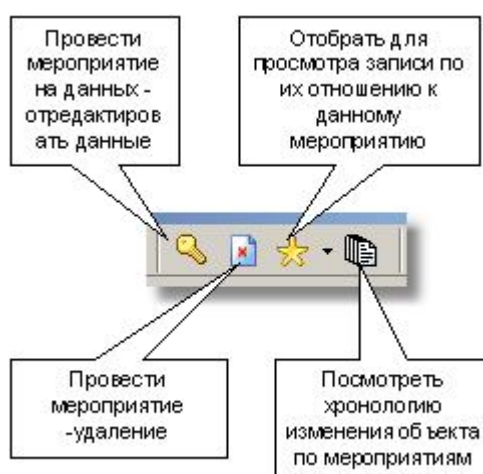 Провести
мероприятие
на данных -
отредактиров
ать данные
Отобрать для
просмотра записи по
их отношению к
данному
мероприятию
Провести
мероприятие
-удаление
Посмотреть
хронологию
изменения объекта
по мероприятиям